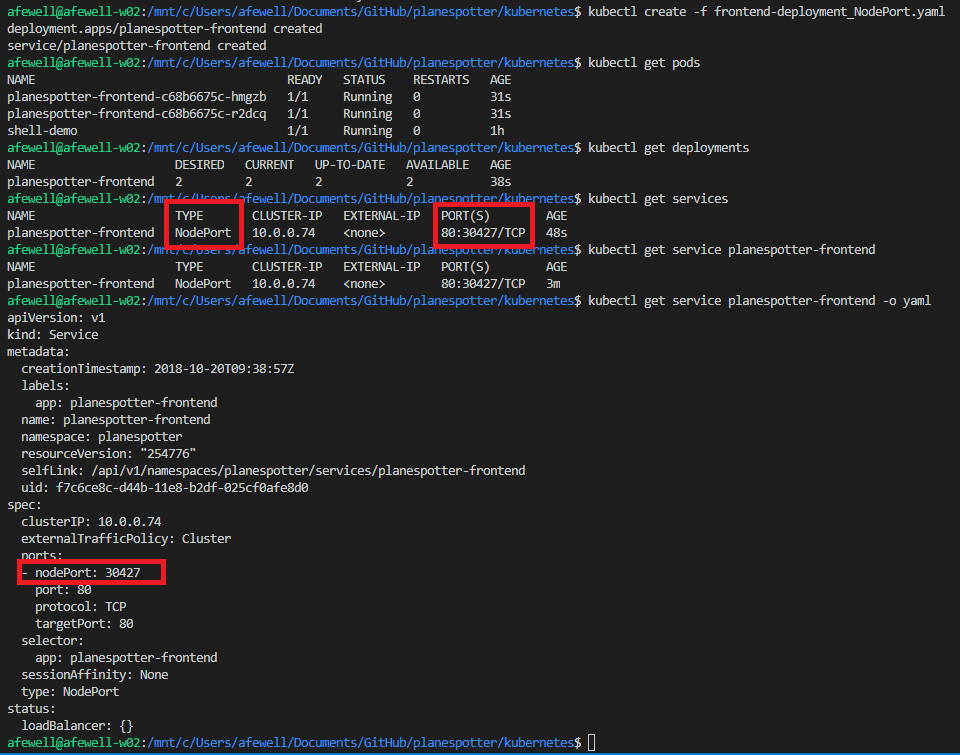 afewell@afewell-w02:/mnt/c/Users/afewell/Documents/GitHub/planespotter/kubernetes$ kubectl create -f frontend-deployment_NodePort.yaml
deployment.apps/planespotter-frontend created
service/planespotter-frontend created
afewell@afewell-w02:/mnt/c/Users/afewell/Documents/GitHub/planespotter/kubernetes$ kubectl get pods
NAME                                    READY   STATUS    RESTARTS   AGE
planespotter-frontend-c68b6675c-hmgzb   1/1     Running   0          31s
planespotter-frontend-c68b6675c-r2dcq   1/1     Running   0          31s
shell-demo                              1/1     Running   0          1h
afewell@afewell-w02:/mnt/c/Users/afewell/Documents/GitHub/planespotter/kubernetes$ kubectl get deployments
NAME                    DESIRED   CURRENT   UP-TO-DATE   AVAILABLE   AGE
planespotter-frontend   2         2         2            2           38s
afewell@afewell-w02:/mnt/c/Users/afewell/Documents/GitHub/planespotter/kubernetes$ kubectl get services
NAME                    TYPE       CLUSTER-IP   EXTERNAL-IP   PORT(S)        AGE
planespotter-frontend   NodePort   10.0.0.74    <none>        80:30427/TCP   48s
afewell@afewell-w02:/mnt/c/Users/afewell/Documents/GitHub/planespotter/kubernetes$ kubectl get service planespotter-frontend
NAME                    TYPE       CLUSTER-IP   EXTERNAL-IP   PORT(S)        AGE
planespotter-frontend   NodePort   10.0.0.74    <none>        80:30427/TCP   3m
afewell@afewell-w02:/mnt/c/Users/afewell/Documents/GitHub/planespotter/kubernetes$ kubectl get service planespotter-frontend -o yaml
apiVersion: v1
kind: Service
metadata:
  creationTimestamp: 2018-10-20T09:38:57Z
  labels:
    app: planespotter-frontend
  name: planespotter-frontend
  namespace: planespotter
  resourceVersion: "254776"
  selfLink: /api/v1/namespaces/planespotter/services/planespotter-frontend
  uid: f7c6ce8c-d44b-11e8-b2df-025cf0afe8d0
spec:
  clusterIP: 10.0.0.74
  externalTrafficPolicy: Cluster
  ports:
  - nodePort: 30427
    port: 80
    protocol: TCP
    targetPort: 80
  selector:
    app: planespotter-frontend
  sessionAffinity: None
  type: NodePort
status:
  loadBalancer: {}
afewell@afewell-w02:/mnt/c/Users/afewell/Documents/GitHub/planespotter/kubernetes$